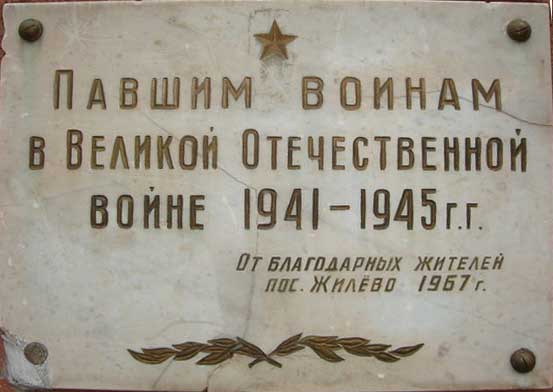 Павшим воинам
в Великой Отечественной
войне 1941-1945 г.г.
От благодарных жителей
пос. Жилёво 1967 г.